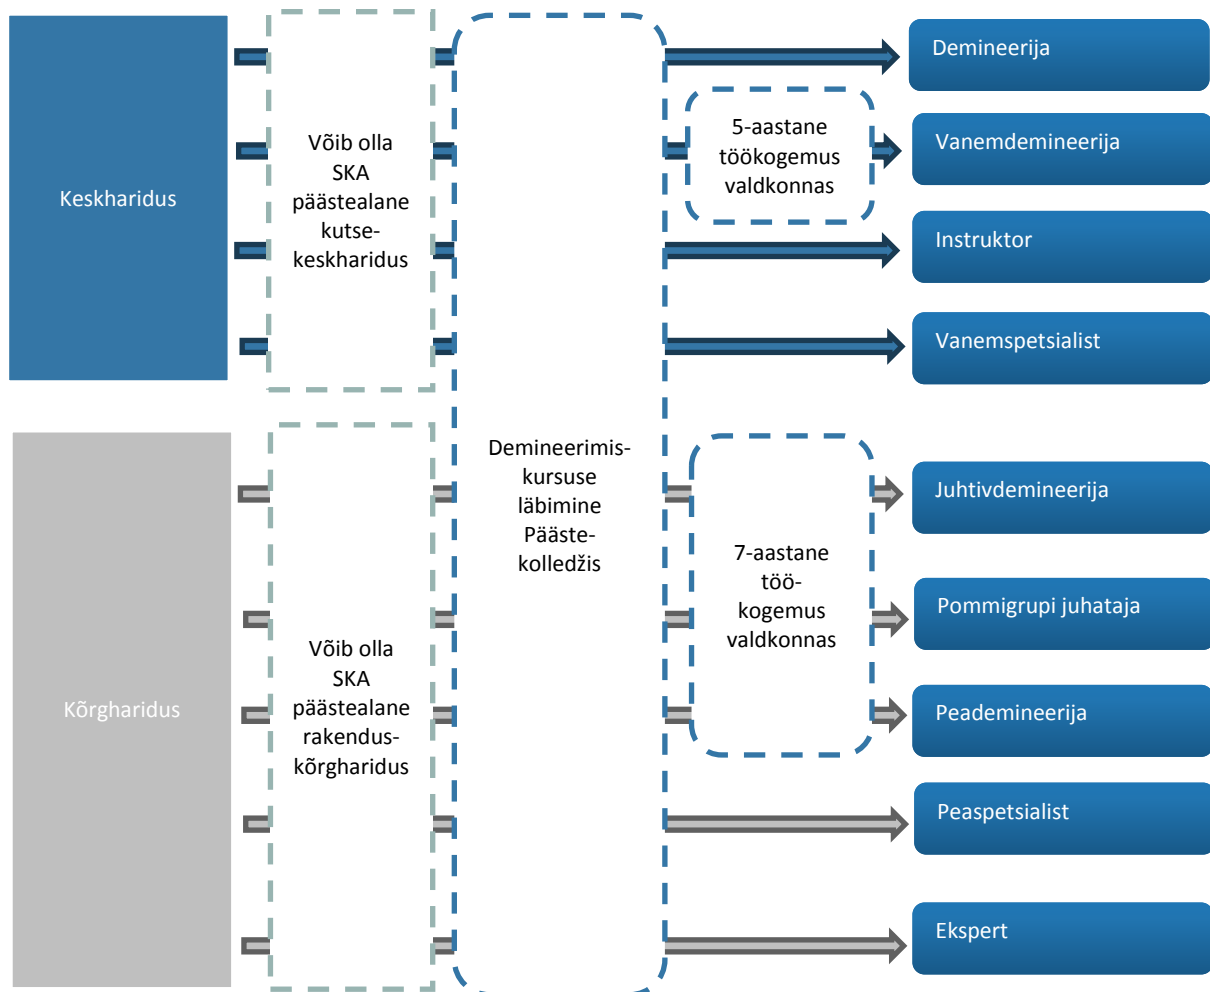 Keskharidus
Võib olla
SKA
päästealane
kutse-
keskharidus
Demineerija
5-aastane
töökogemus
valdkonnas
Vanemdemineerija
Instruktor
Vanemspetsialist
Kõrgharidus
Võib olla
SKA
päästealane
rakendus-
kõrgharidus
Demineerimis-
kursuse
läbimine
Pääste-
kolledžis
7-aastane
töö-
kogemus
valdkonnas
Juhtivdemineerija
Pommigrupi juhataja
Peademineerija
Peaspetsialist
Ekspert